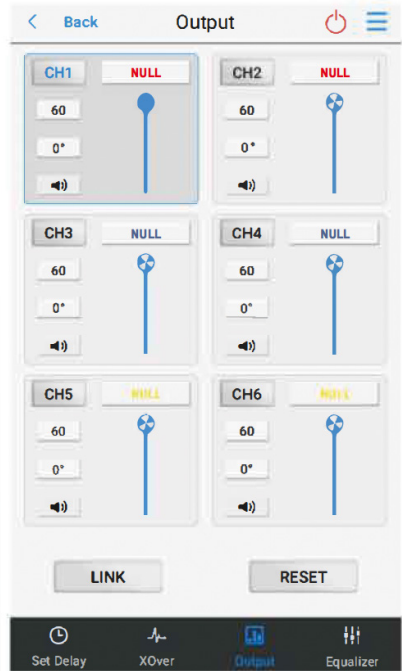 Back Output
CH1 NULL
60
0°
CH2 NULL
60
0°
CH3 NULL
60
0°
CH4 NULL
60
0°
CH5 NULL
60
0°
CH6 NULL
60
0°
LINK RESET
Set Delay XOver Output Equalizer